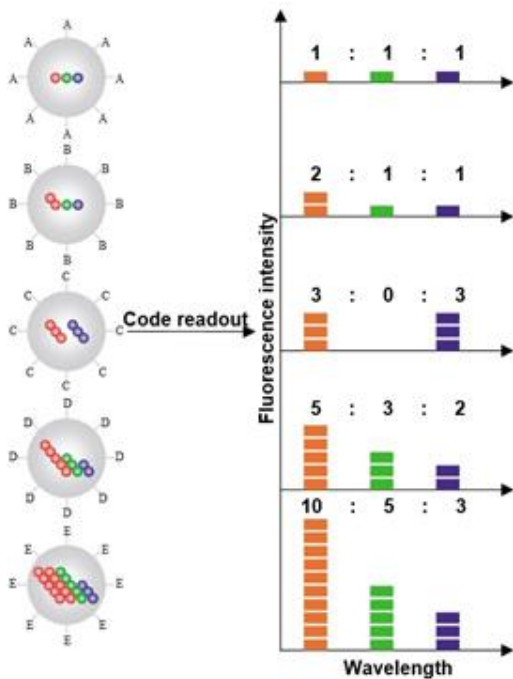 A A A
A A
A A
A
B
B B
B B
B B
B
C
C C
C C
C C
C
D
D D
D D
D D
D
E
E E
E E
E E
E
Code readout
Fluorescence intensity
1 : 1 : 1
2 : 1 : 1
3 : 0 : 3
5 : 3 : 2
10 : 5 : 3
Wavelength